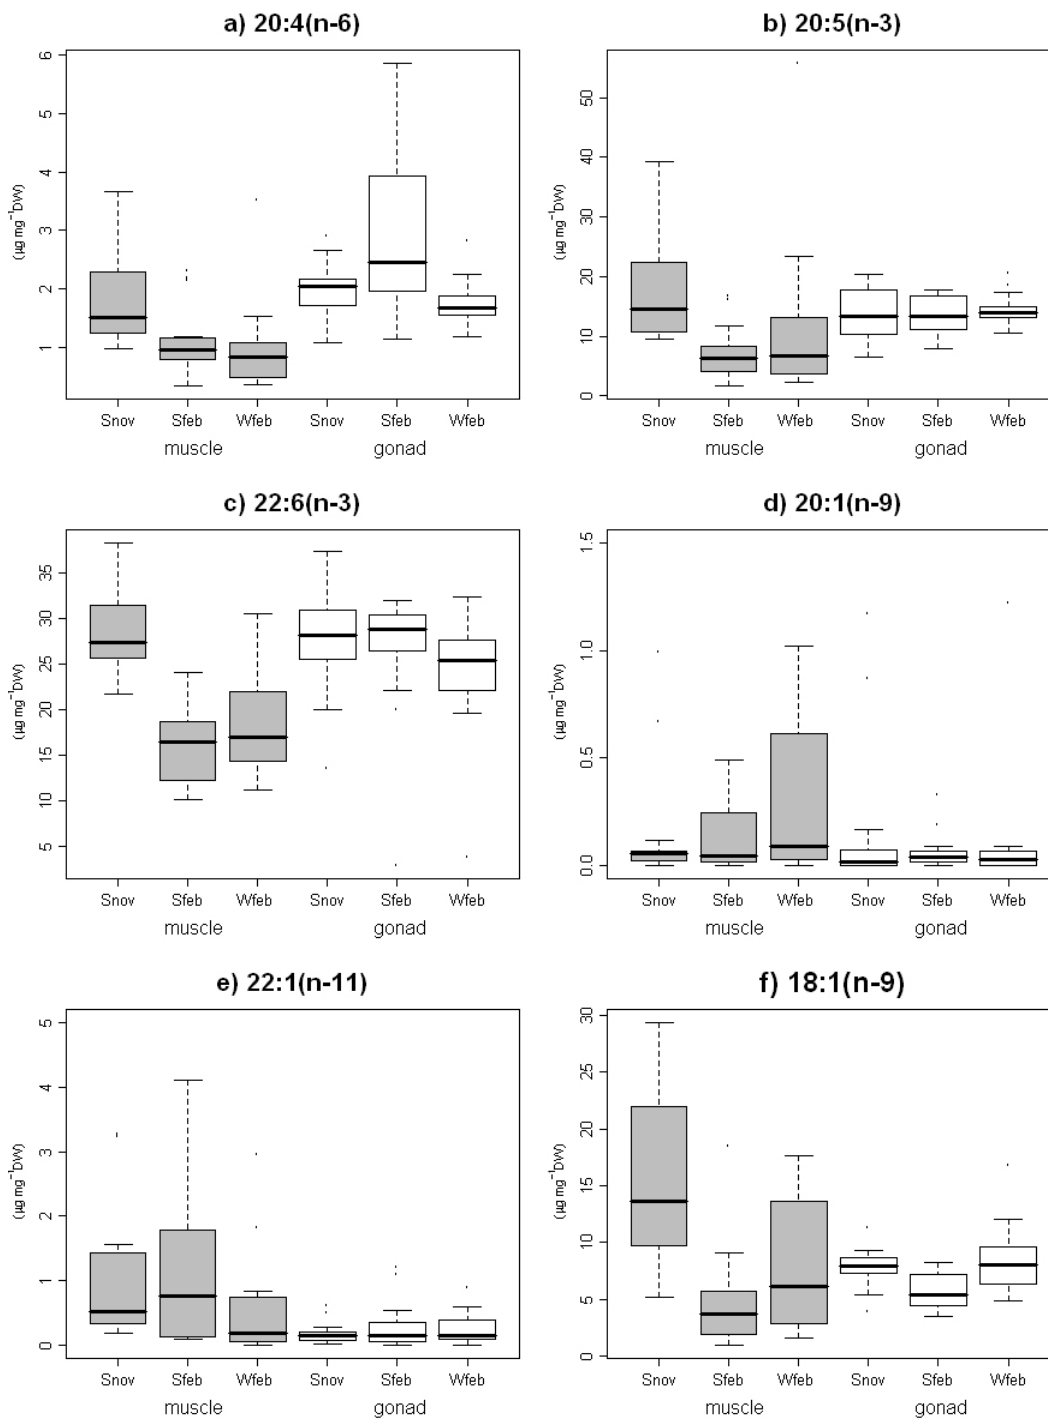 a) 20:4(n-6)
(µg mg⁻¹DW)
6
5
4
3
2
1
Snov Sfeb Wfeb Snov Sfeb Wfeb
muscle gonad
b) 20:5(n-3)
(µg mg⁻¹DW)
50
40
30
20
10
0
Snov Sfeb Wfeb Snov Sfeb Wfeb
muscle gonad
c) 22:6(n-3)
(µg mg⁻¹DW)
35
30
25
20
15
10
5
Snov Sfeb Wfeb Snov Sfeb Wfeb
muscle gonad
d) 20:1(n-9)
(µg mg⁻¹DW)
1.5
1.0
0.5
0.0
Snov Sfeb Wfeb Snov Sfeb Wfeb
muscle gonad
e) 22:1(n-11)
(µg mg⁻¹DW)
5
4
3
2
1
0
Snov Sfeb Wfeb Snov Sfeb Wfeb
muscle gonad
f) 18:1(n-9)
(µg mg⁻¹DW)
30
25
20
15
10
5
0
Snov Sfeb Wfeb Snov Sfeb Wfeb
muscle gonad